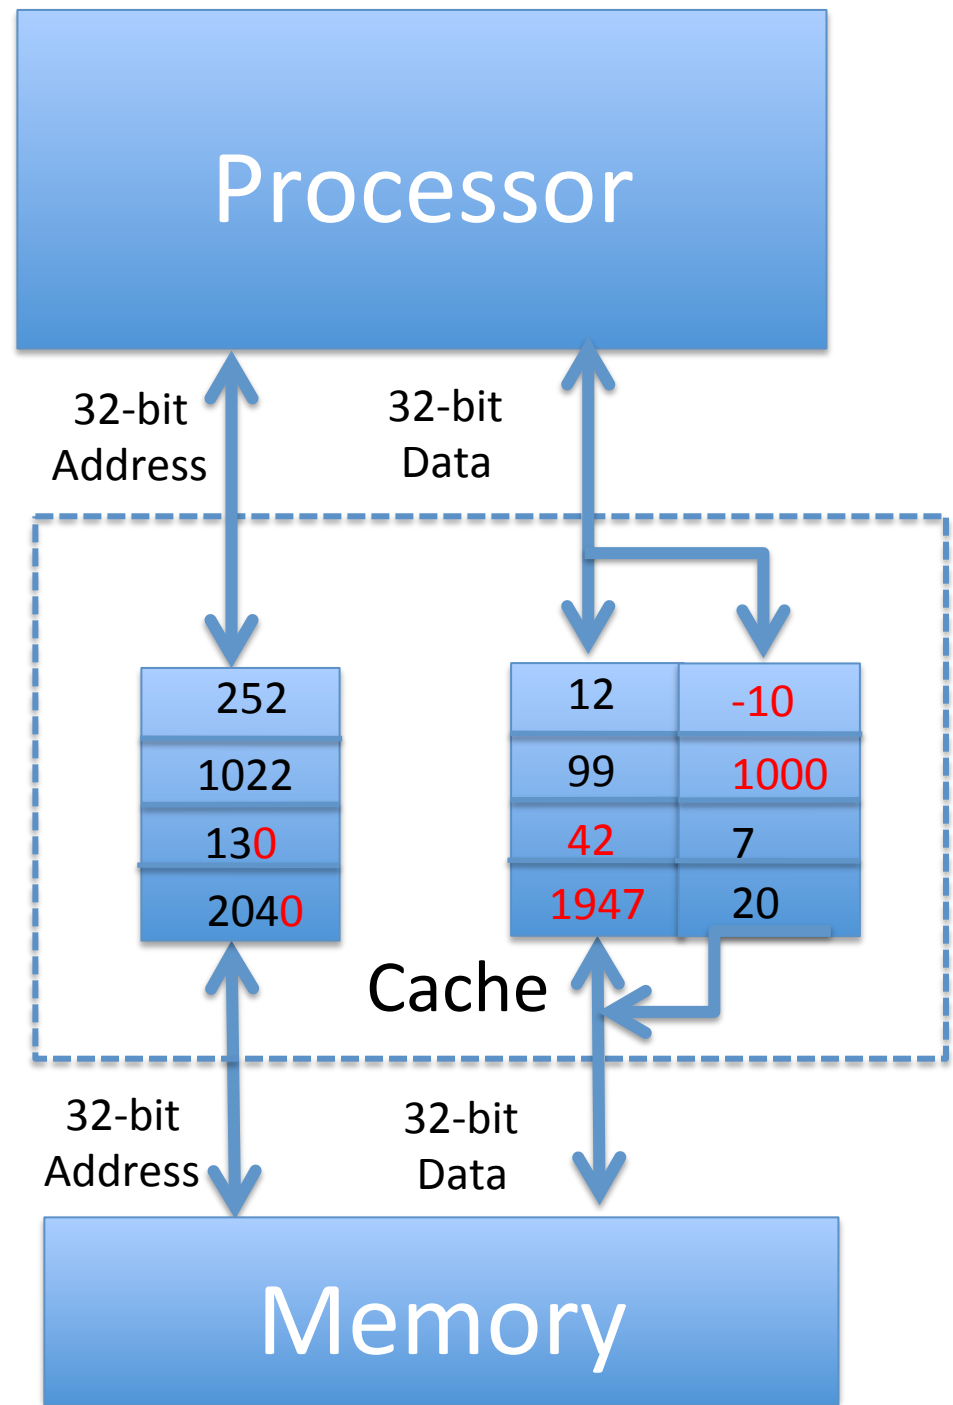 Processor
32-bit
Address
32-bit
Data
252
12
-10
1022
99
1000
130
42
7
2040
1947
20
Cache
32-bit
Address
32-bit
Data
Memory